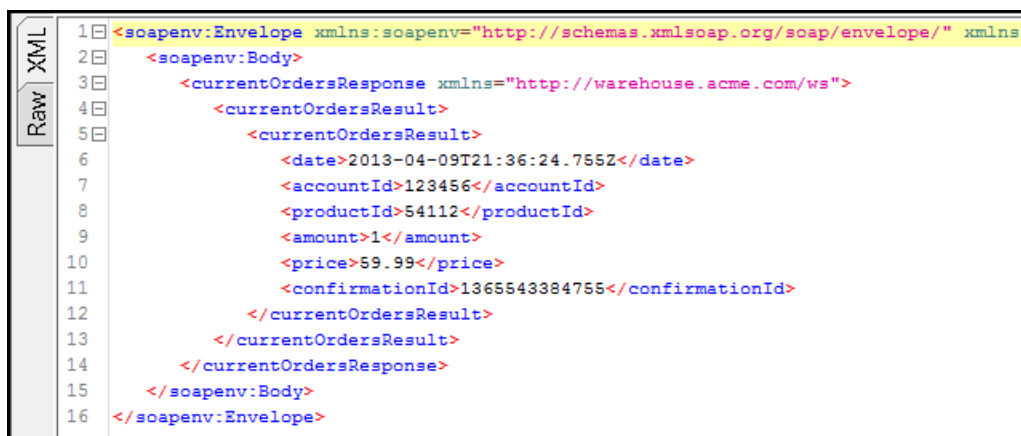 XML
Raw
1 <soapenv:Envelope xmlns:soapenv="http://schemas.xmlsoap.org/soap/envelope/" xmlns
2 <soapenv:Body>
3 <currentOrdersResponse xmlns="http://warehouse.acme.com/ws">
4 <currentOrdersResult>
5 <currentOrdersResult>
6 <date>2013-04-09T21:36:24.755Z</date>
7 <accountId>123456</accountId>
8 <productId>54112</productId>
9 <amount>1</amount>
10 <price>59.99</price>
11 <confirmationId>1365543384755</confirmationId>
12 </currentOrdersResult>
13 </currentOrdersResult>
14 </currentOrdersResponse>
15 </soapenv:Body>
16 </soapenv:Envelope>